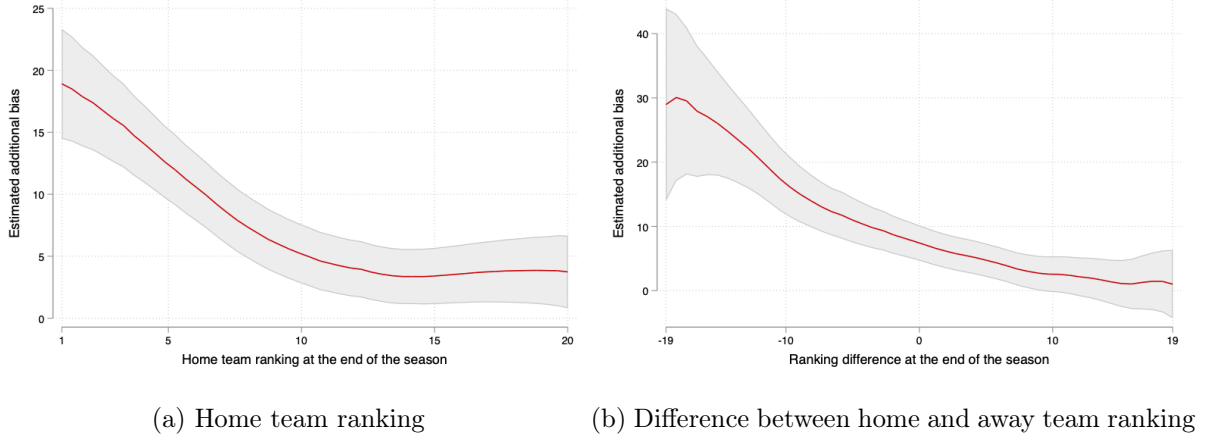 25
20
15
10
5
0
Estimated additional bias
1 5 10 15 20
Home team ranking at the end of the season
(a) Home team ranking
40
30
20
10
0
Estimated additional bias
-19 -10 0 10 19
Ranking difference at the end of the season
(b) Difference between home and away team ranking